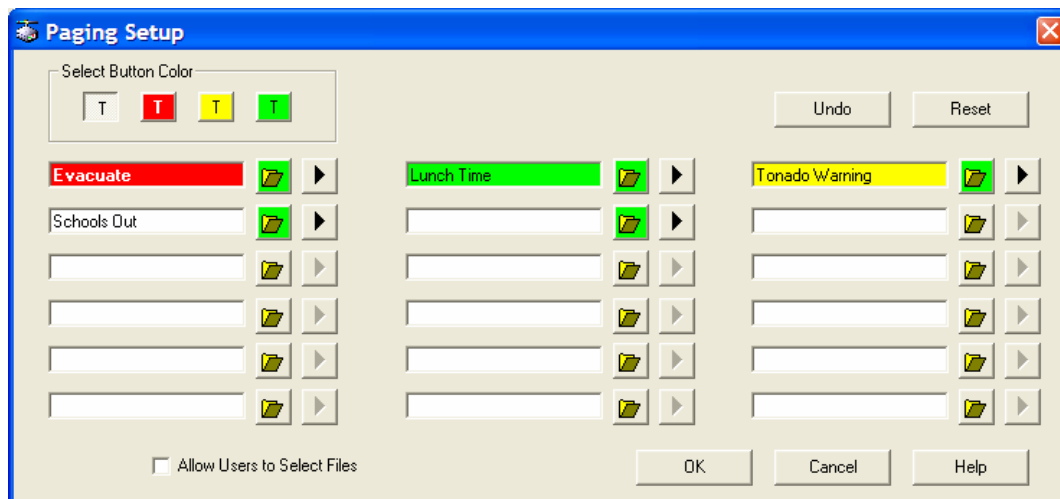 Paging Setup
Select Button Color
T T T T
Undo Reset
Evacuate Lunch Time Tonado Warning
Schools Out
Allow Users to Select Files OK Cancel Help